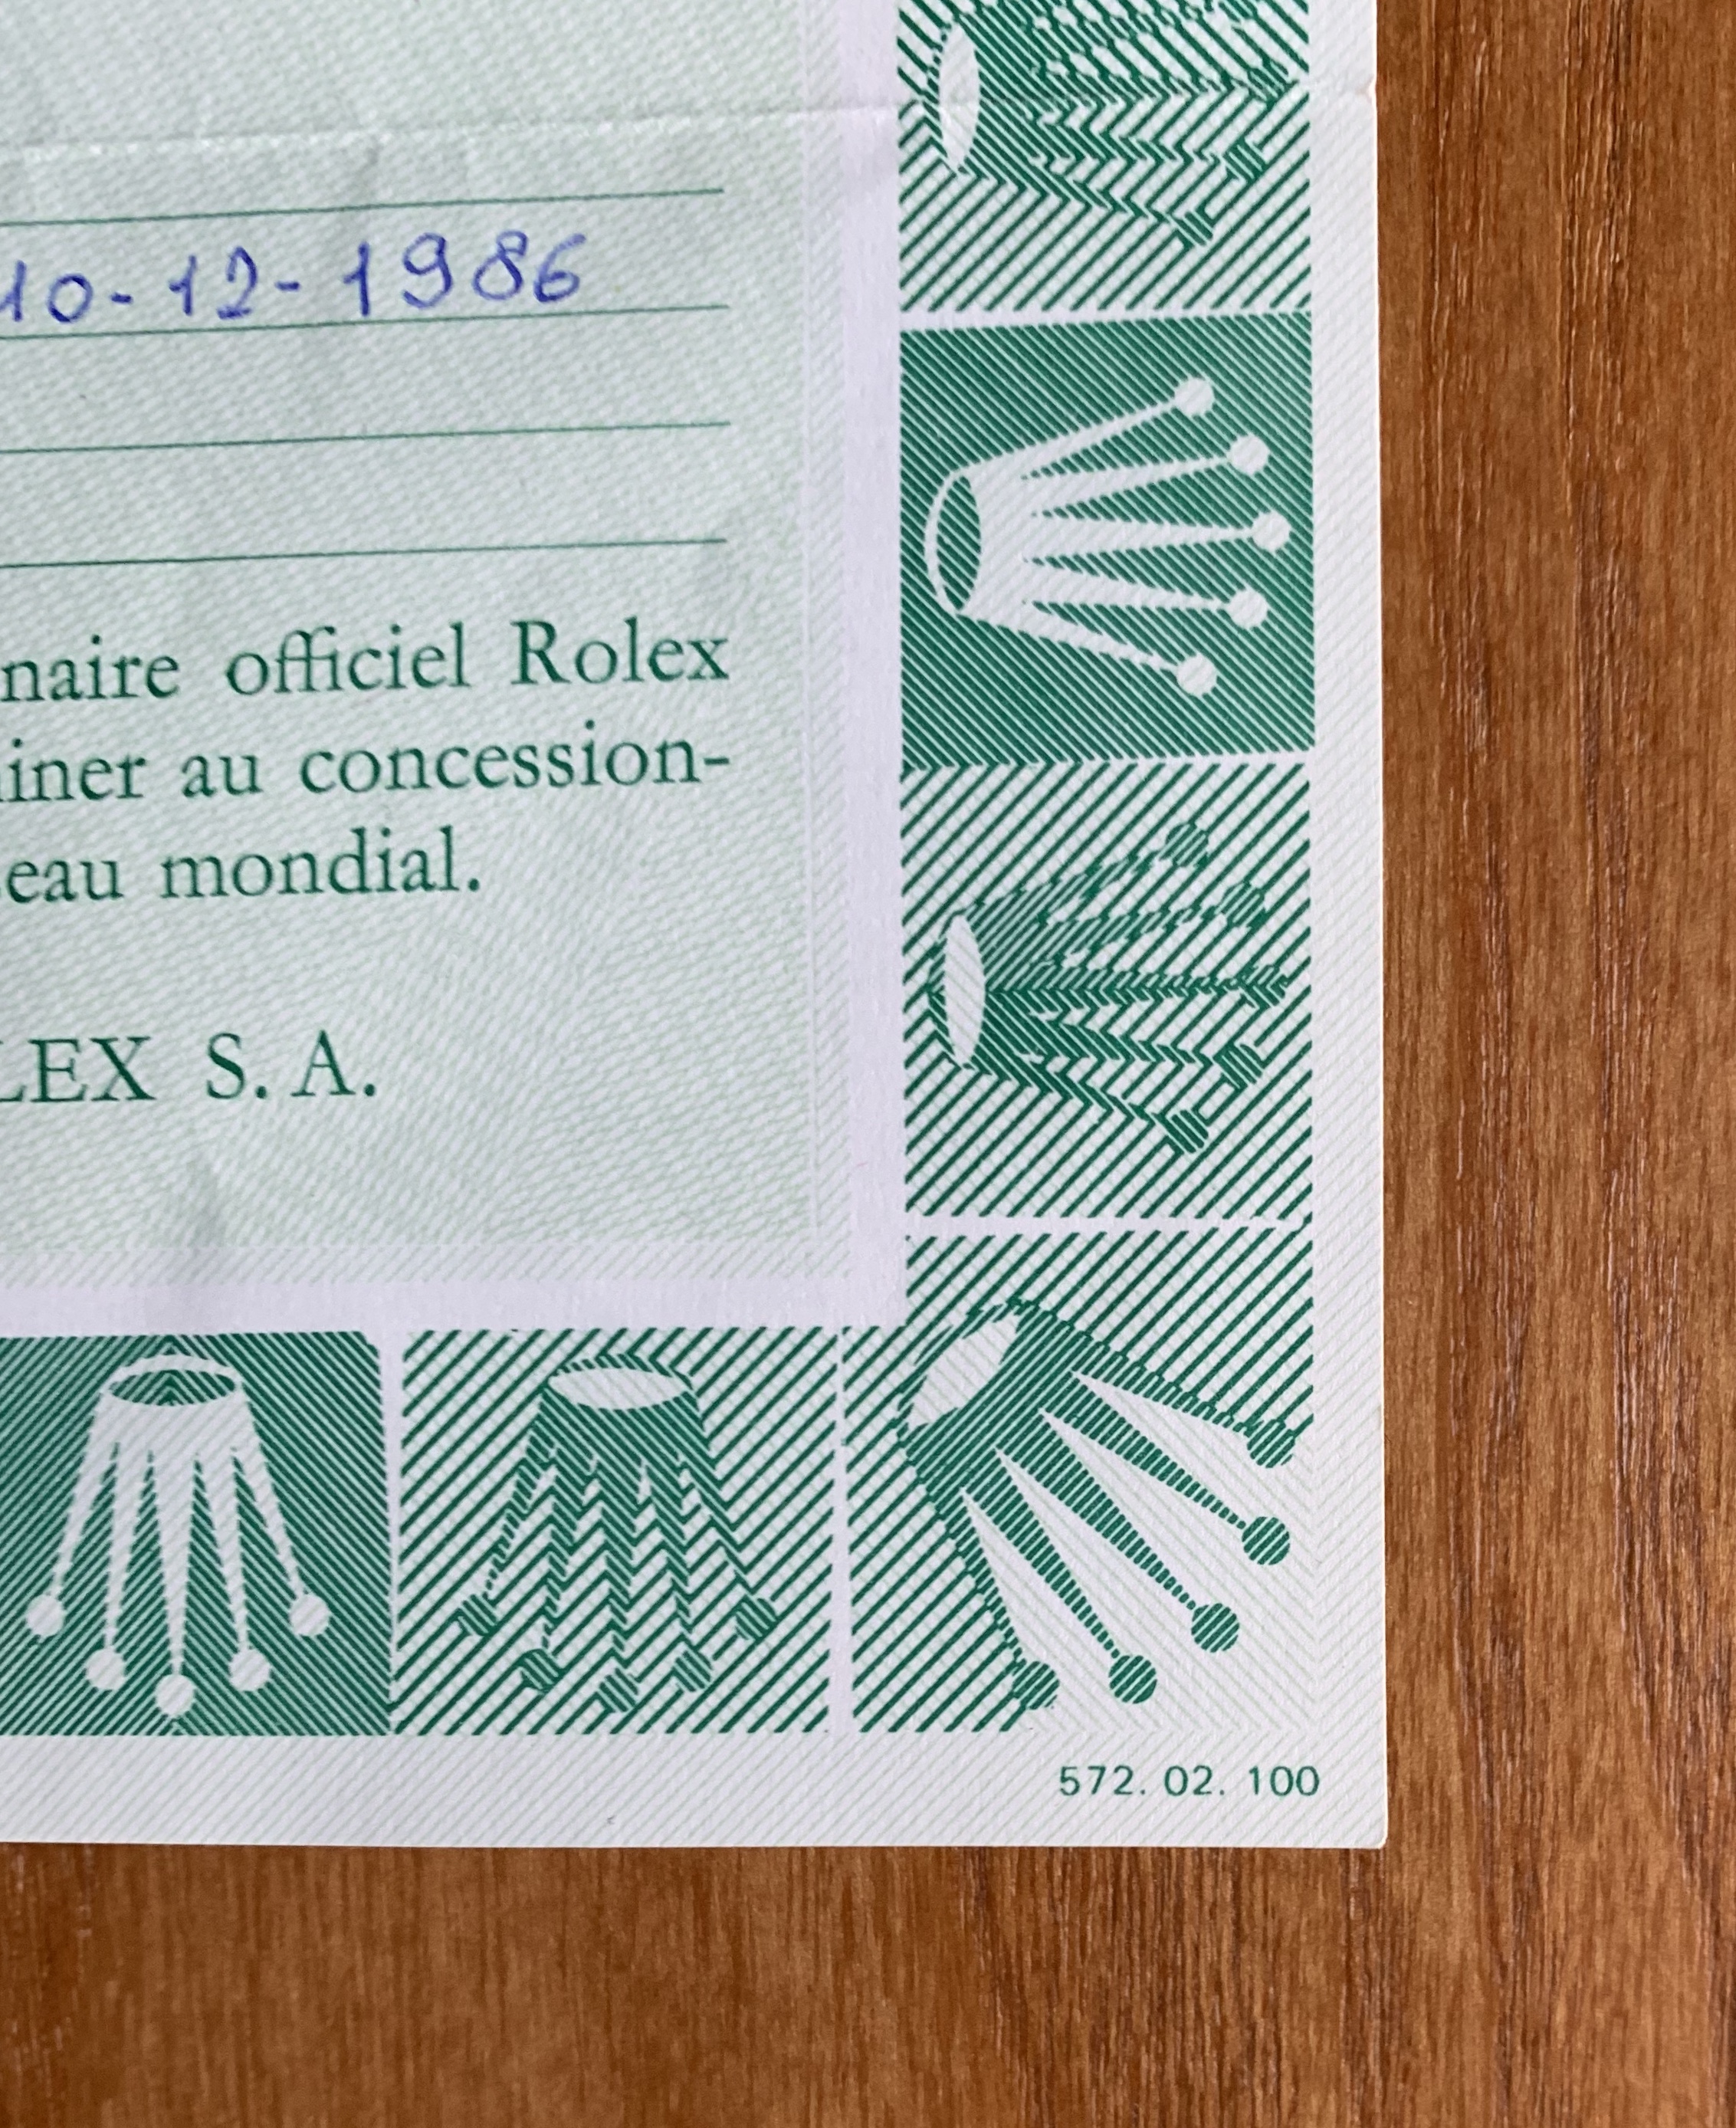 10-12-1986
naire officiel Rolex
iner au concession-
eau mondial.
LEX S. A.
572. 02. 100